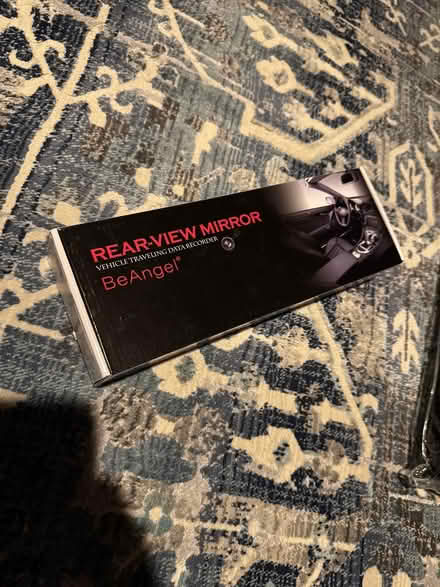 REAR-VIEW MIRROR
VEHICLE TRAVELING DATA RECORDER
BeAngel®